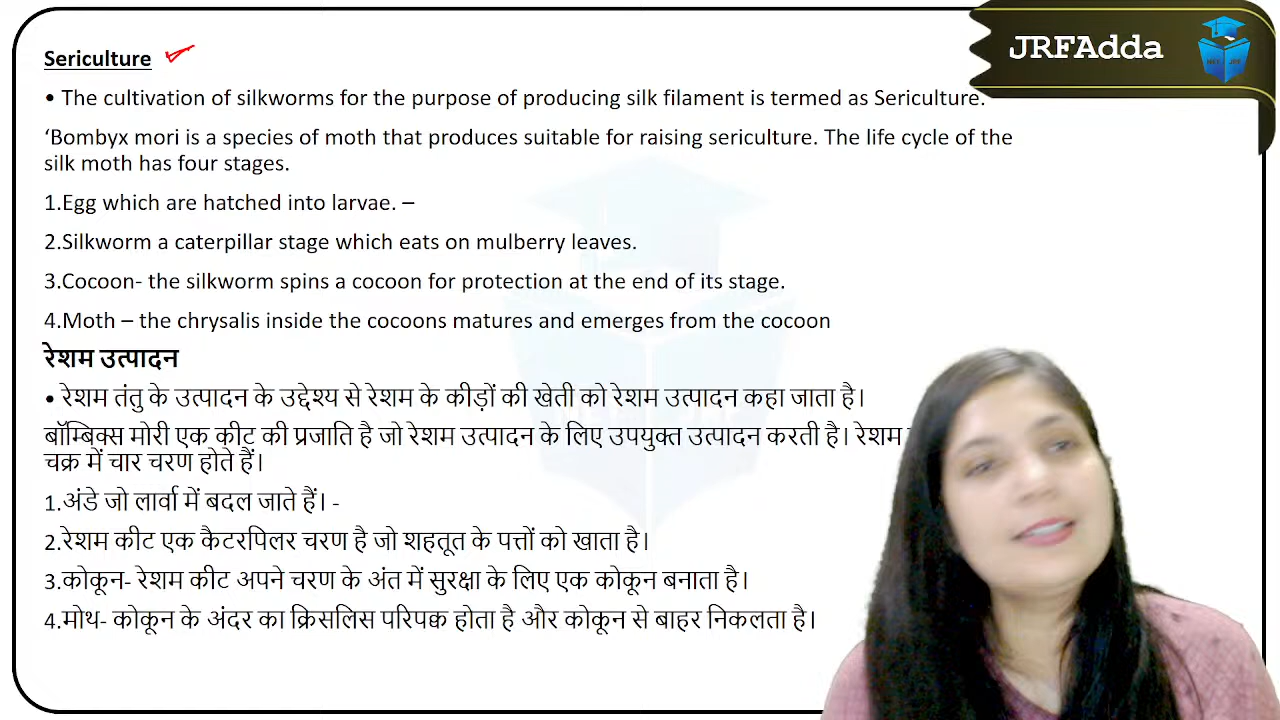 JRFAdda
Sericulture
• The cultivation of silkworms for the purpose of producing silk filament is termed as Sericulture.
‘Bombyx mori is a species of moth that produces suitable for raising sericulture. The life cycle of the
silk moth has four stages.
1.Egg which are hatched into larvae. –
2.Silkworm a caterpillar stage which eats on mulberry leaves.
3.Cocoon- the silkworm spins a cocoon for protection at the end of its stage.
4.Moth – the chrysalis inside the cocoons matures and emerges from the cocoon
रेशम उत्पादन
• रेशम तंतु के उत्पादन के उद्देश्य से रेशम के कीड़ों की खेती को रेशम उत्पादन कहा जाता है।
बॉम्बिक्स मोरी एक कीट की प्रजाति है जो रेशम उत्पादन के लिए उपयुक्त उत्पादन करती है। रेशम
चक्र में चार चरण होते हैं।
1.अंडे जो लार्वा में बदल जाते हैं। -
2.रेशम कीट एक कैटरपिलर चरण है जो शहतूत के पत्तों को खाता है।
3.कोकून- रेशम कीट अपने चरण के अंत में सुरक्षा के लिए एक कोकून बनाता है।
4.मोथ- कोकून के अंदर का क्रिसलिस परिपक्व होता है और कोकून से बाहर निकलता है।